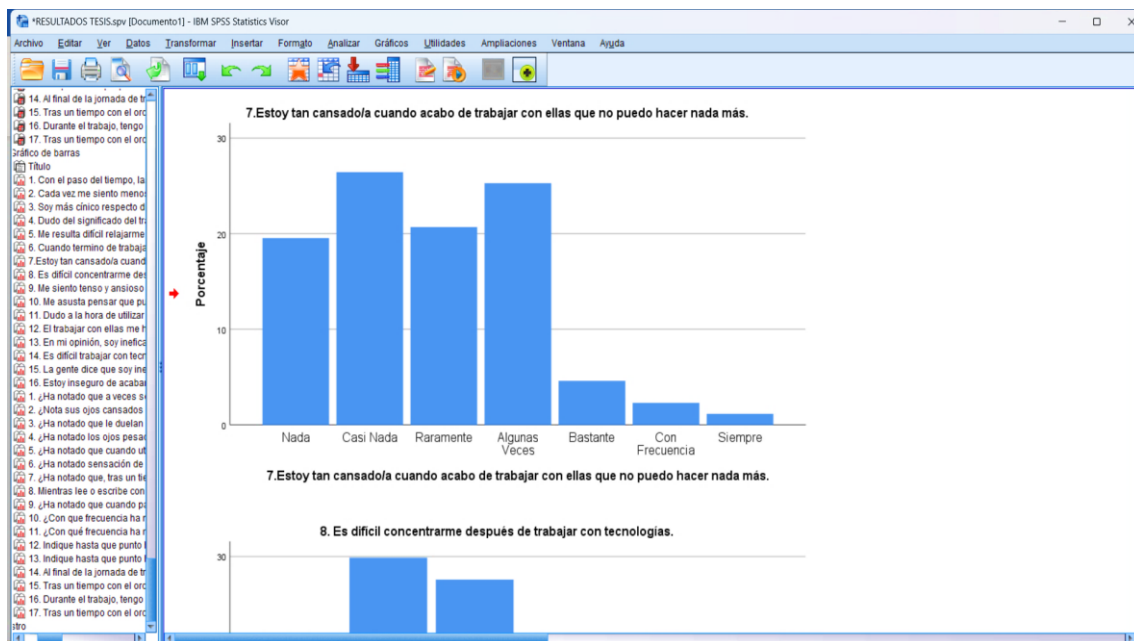 *RESULTADOS TESIS.spv [Documento1] - IBM SPSS Statistics Visor
Archivo Editar Ver Datos Transformar Insertar Formato Analizar Gráficos Utilidades Ampliaciones Ventana Ayuda
14. Al final de la jornada de tr
15. Tras un tiempo con el orc
16. Durante el trabajo, tengo
17. Tras un tiempo con el orc
Gráfico de barras
Título
1. Con el paso del tiempo, la
2. Cada vez me siento menos
3. Soy más cínico respecto d
4. Dudo del significado del tra
5. Me resulta difícil relajarme
6. Cuando termino de trabaja
7.Estoy tan cansado/a cuand
8. Es difícil concentrarme des
9. Me siento tenso y ansioso
10. Me asusta pensar que pu
11. Dudo a la hora de utilizar
12. El trabajar con ellas me h
13. En mi opinión, soy inefica
14. Es difícil trabajar con tecr
15. La gente dice que soy ine
16. Estoy inseguro de acabar
1. ¿Ha notado que a veces s
2. ¿Nota sus ojos cansados
3. ¿Ha notado que le duelan
4. ¿Ha notado los ojos pesad
5. ¿Ha notado que cuando ut
6. ¿Ha notado sensación de
7. ¿Ha notado que, tras un tie
8. Mientras lee o escribe con
9. ¿Ha notado que cuando pa
10. ¿Con que frecuencia ha r
11. ¿Con qué frecuencia ha r
12. Indique hasta que punto l
13. Indique hasta que punto l
14. Al final de la jornada de tr
15. Tras un tiempo con el orc
16. Durante el trabajo, tengo
17. Tras un tiempo con el orc
stro
7.Estoy tan cansado/a cuando acabo de trabajar con ellas que no puedo hacer nada más.
30
20
10
0
Porcentaje
Nada Casi Nada Raramente Algunas Veces Bastante Con Frecuencia Siempre
7.Estoy tan cansado/a cuando acabo de trabajar con ellas que no puedo hacer nada más.
8. Es difícil concentrarme después de trabajar con tecnologías.
30
20